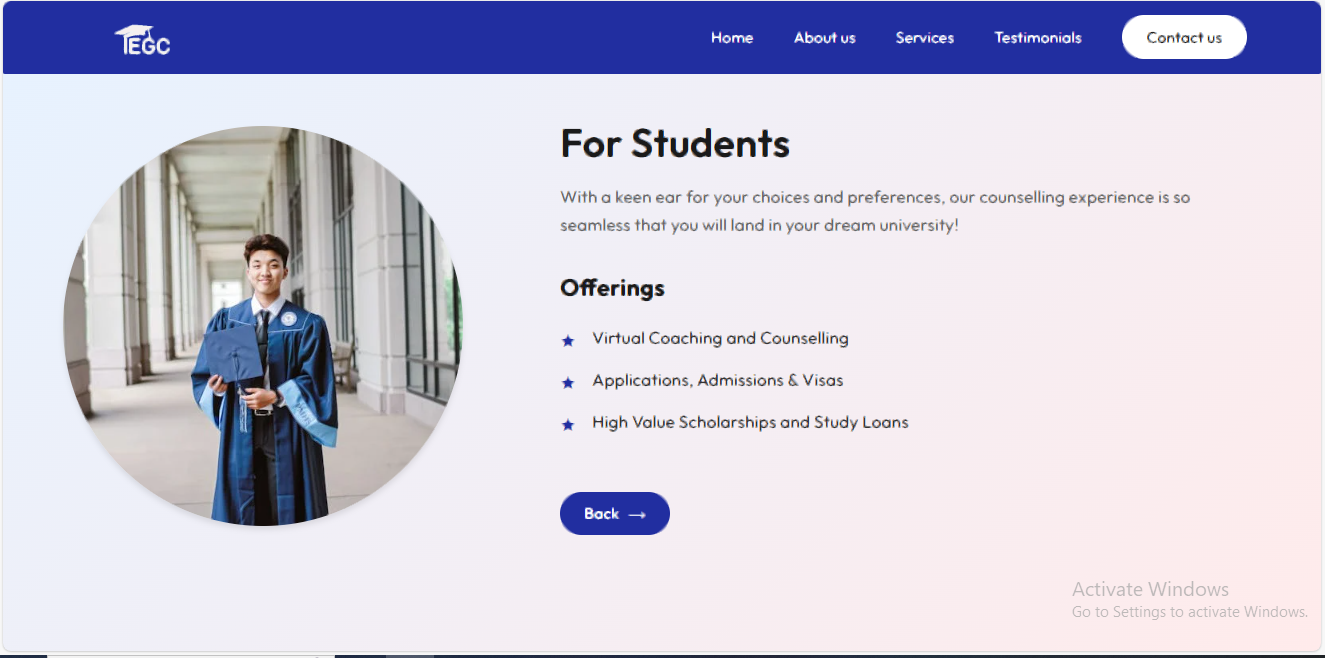 EGC
Home
About us
Services
Testimonials
Contact us
For Students
With a keen ear for your choices and preferences, our counselling experience is so
seamless that you will land in your dream university!
Offerings
Virtual Coaching and Counselling
Applications, Admissions & Visas
High Value Scholarships and Study Loans
Back →
Activate Windows
Go to Settings to activate Windows.